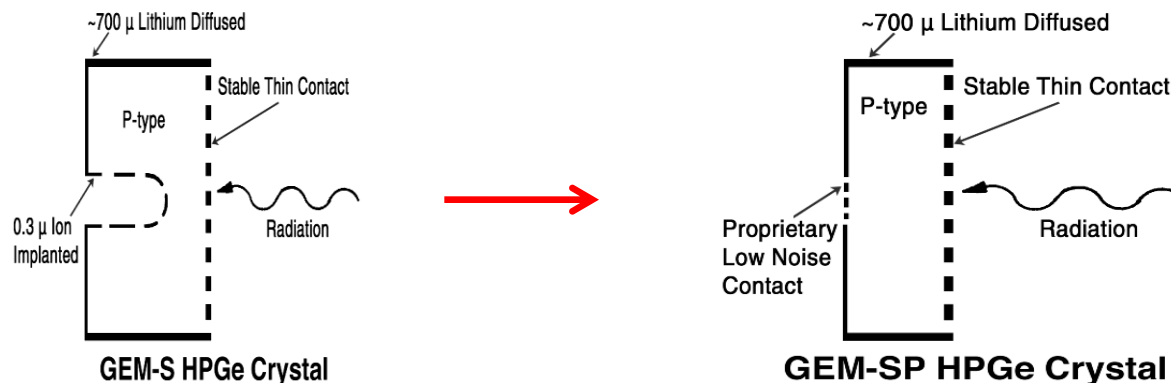 ~700 μ Lithium Diffused
Stable Thin Contact
P-type
0.3 μ Ion
Implanted
Radiation
GEM-S HPGe Crystal
~700 μ Lithium Diffused
Stable Thin Contact
P-type
Proprietary
Low Noise
Contact
Radiation
GEM-SP HPGe Crystal